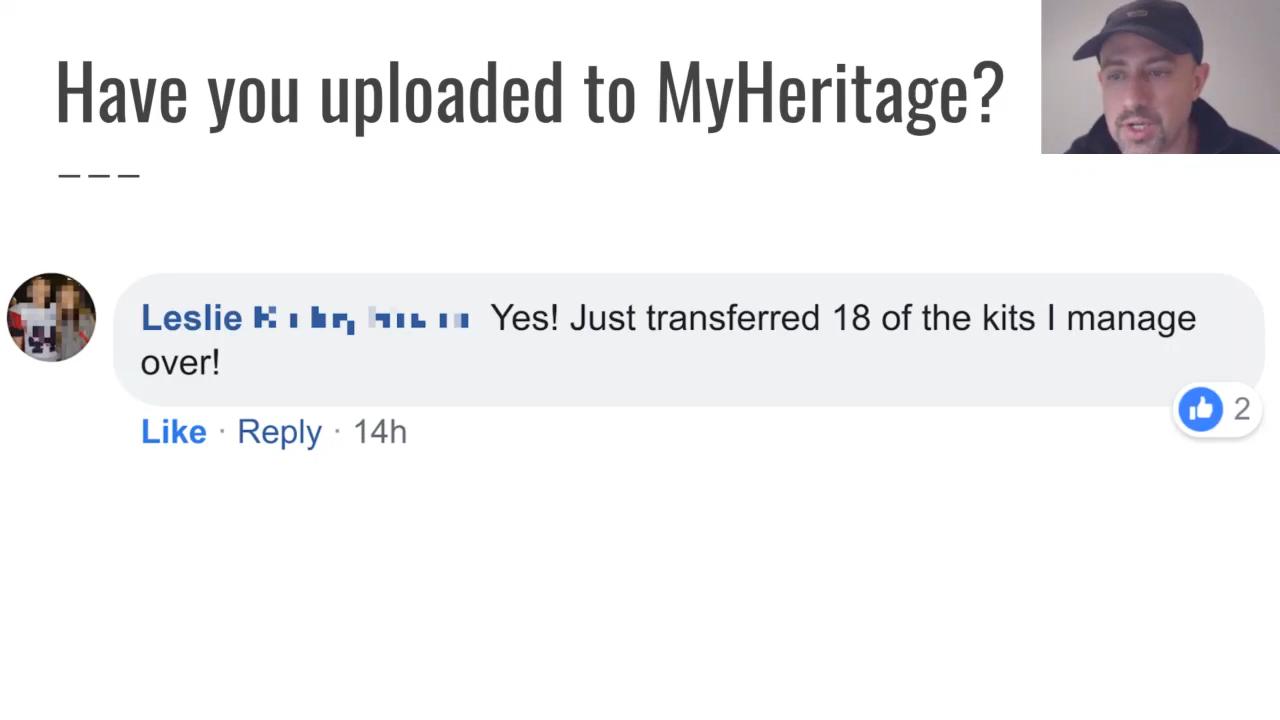 Have you uploaded to MyHeritage?
Leslie Yes! Just transferred 18 of the kits I manage
over!
Like · Reply · 14h
2